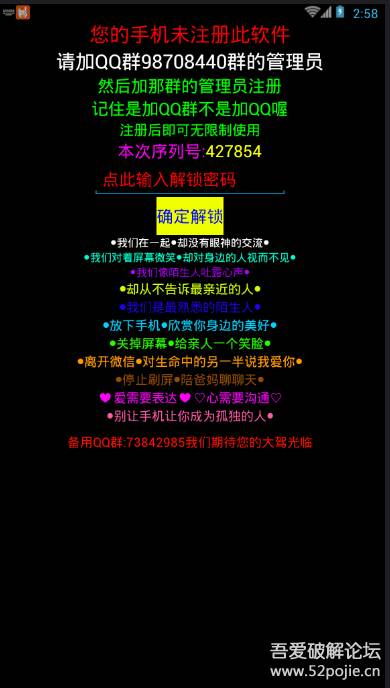 2:58
您的手机未注册此软件
请加QQ群98708440群的管理员
然后加那群的管理员注册
记住是加QQ群不是加QQ喔
注册后即可无限制使用
本次序列号:427854
点此输入解锁密码
确定解锁
●我们在一起●却没有眼神的交流●
●我们对着屏幕微笑●却对身边的人视而不见●
●我们像陌生人吐露心声●
●却从不告诉最亲近的人●
●我们是最熟悉的陌生人●
●放下手机●欣赏你身边的美好●
●关掉屏幕●给亲人一个笑脸●
●离开微信●对生命中的另一半说我爱你●
●停止刷屏●陪爸妈聊聊天●
♥爱需要表达♥♡心需要沟通♡
●别让手机让你成为孤独的人●
备用QQ群:73842985我们期待您的大驾光临
吾爱破解论坛
www.52pojie.cn